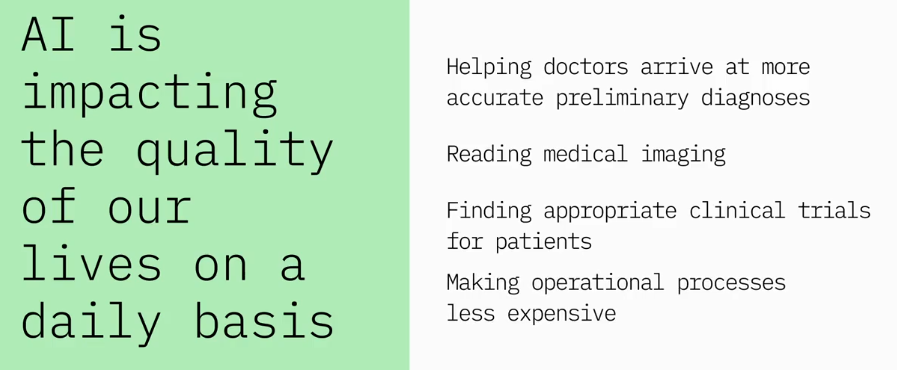 AI is
impacting
the quality
of our
lives on a
daily basis
Helping doctors arrive at more
accurate preliminary diagnoses
Reading medical imaging
Finding appropriate clinical trials
for patients
Making operational processes
less expensive